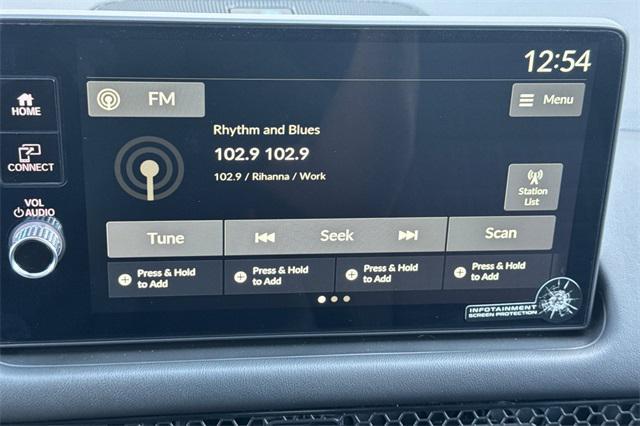 12:54
FM
Menu
HOME
Rhythm and Blues
102.9 102.9
102.9 / Rihanna / Work
CONNECT
Station
List
VOL
AUDIO
Tune
Seek
Scan
Press & Hold
to Add
Press & Hold
to Add
Press & Hold
to Add
Press & Hold
to Add
INFOTAINMENT
SCREEN PROTECTION